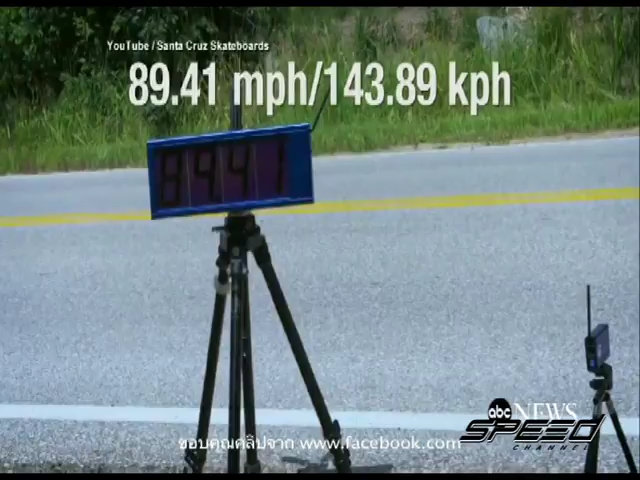 YouTube / Santa Cruz Skateboards
89.41 mph/143.89 kph
8941
abc NEWS
SPEED
CHANNEL
ขอบคุณคลิปจาก www.facebook.com